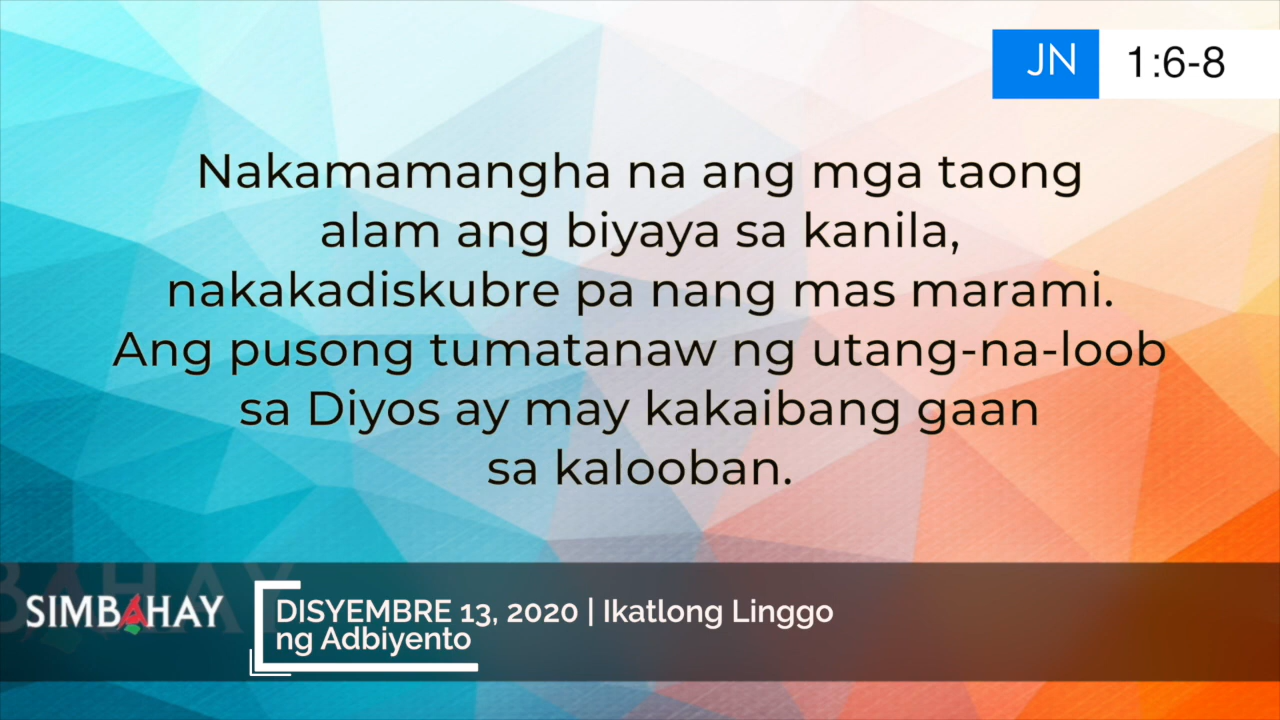 JN 1:6-8
Nakamamangha na ang mga taong
alam ang biyaya sa kanila,
nakakadiskubre pa nang mas marami.
Ang pusong tumatanaw ng utang-na-loob
sa Diyos ay may kakaibang gaan
sa kalooban.
SIMBAHAY
DISYEMBRE 13, 2020 | Ikatlong Linggo
ng Adbiyento